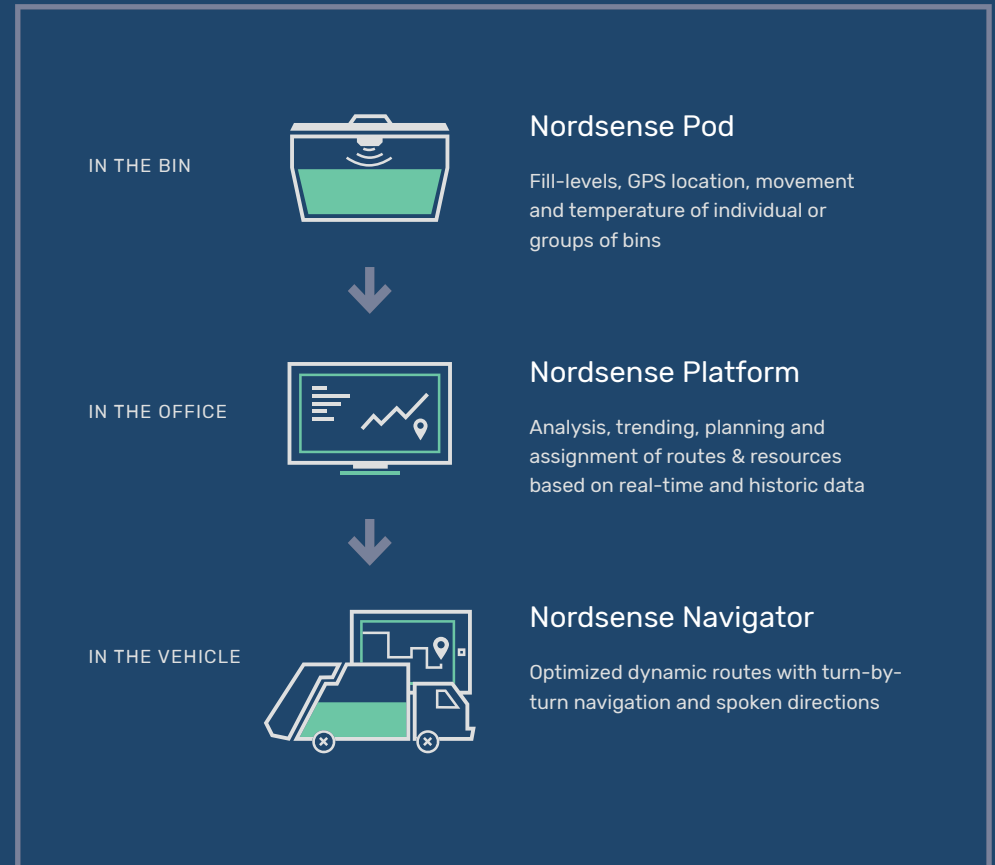 IN THE BIN
Nordsense Pod
Fill-levels, GPS location, movement
and temperature of individual or
groups of bins
IN THE OFFICE
Nordsense Platform
Analysis, trending, planning and
assignment of routes & resources
based on real-time and historic data
IN THE VEHICLE
Nordsense Navigator
Optimized dynamic routes with turn-by-
turn navigation and spoken directions